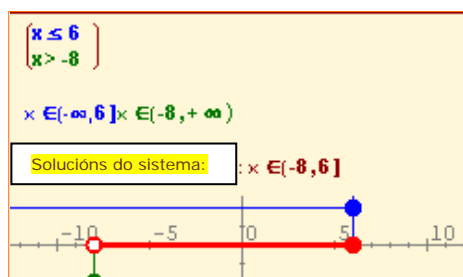 x ≤ 6
x > -8
x ∈(-∞,6]x ∈(-8,+ ∞)
Solucións do sistema: : x ∈(-8,6]
-10 -5 0 5 10